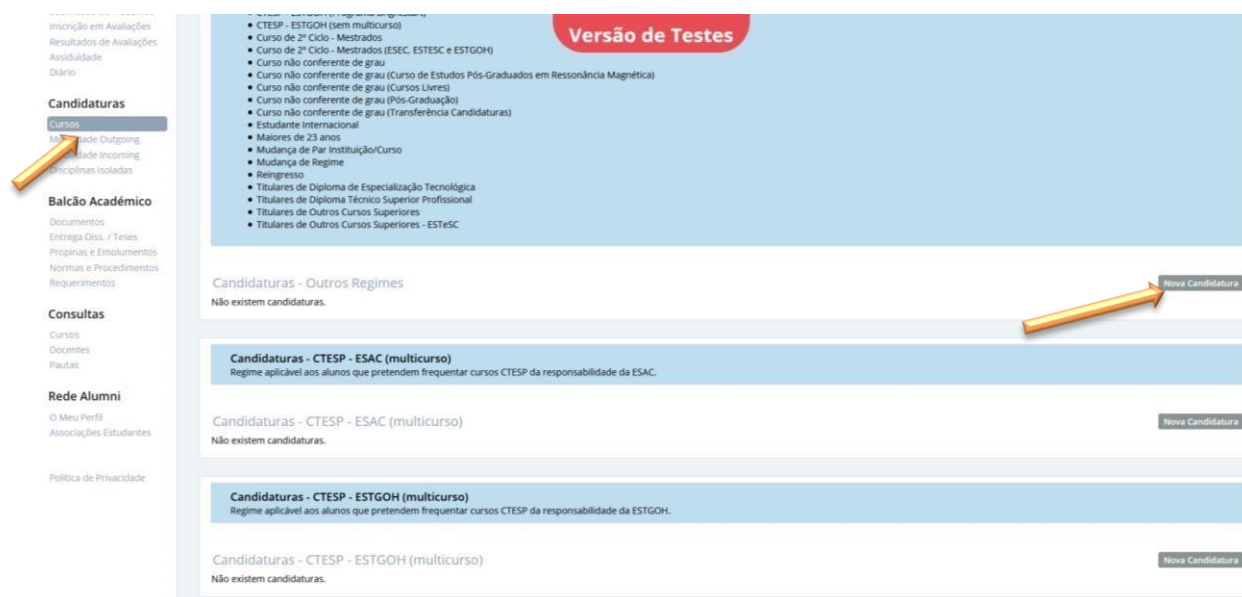 Inscrição em Avaliações
Resultados de Avaliações
Assiduidade
Diário
Candidaturas
Cursos
Outgoing
Incoming
Disciplinas Isoladas
Balcão Académico
Documentos
Entrega Diss. / Teses
Propinas e Emolumentos
Normas e Procedimentos
Requerimentos
Consultas
Cursos
Docentes
Pautas
Rede Alumni
O Meu Perfil
Associações Estudantes
Política de Privacidade
Versão de Testes
CTESP - ESTGOH (sem multicurso)
Curso de 2º Ciclo - Mestrados
Curso de 2º Ciclo - Mestrados (ESEC, ESTESC e ESTGOH)
Curso não conferente de grau
Curso não conferente de grau (Curso de Estudos Pós-Graduados em Ressonância Magnética)
Curso não conferente de grau (Cursos Livres)
Curso não conferente de grau (Pós-Graduação)
Curso não conferente de grau (Transferência Candidaturas)
Estudante Internacional
Maiores de 23 anos
Mudança de Par Instituição/Curso
Mudança de Regime
Reingresso
Titulares de Diploma de Especialização Tecnológica
Titulares de Diploma Técnico Superior Profissional
Titulares de Outros Cursos Superiores
Titulares de Outros Cursos Superiores - ESTeSC
Candidaturas - Outros Regimes
Nova Candidatura
Não existem candidaturas.
Candidaturas - CTESP - ESAC (multicurso)
Regime aplicável aos alunos que pretendem frequentar cursos CTESP da responsabilidade da ESAC.
Candidaturas - CTESP - ESAC (multicurso)
Nova Candidatura
Não existem candidaturas.
Candidaturas - CTESP - ESTGOH (multicurso)
Regime aplicável aos alunos que pretendem frequentar cursos CTESP da responsabilidade da ESTGOH.
Candidaturas - CTESP - ESTGOH (multicurso)
Nova Candidatura
Não existem candidaturas.